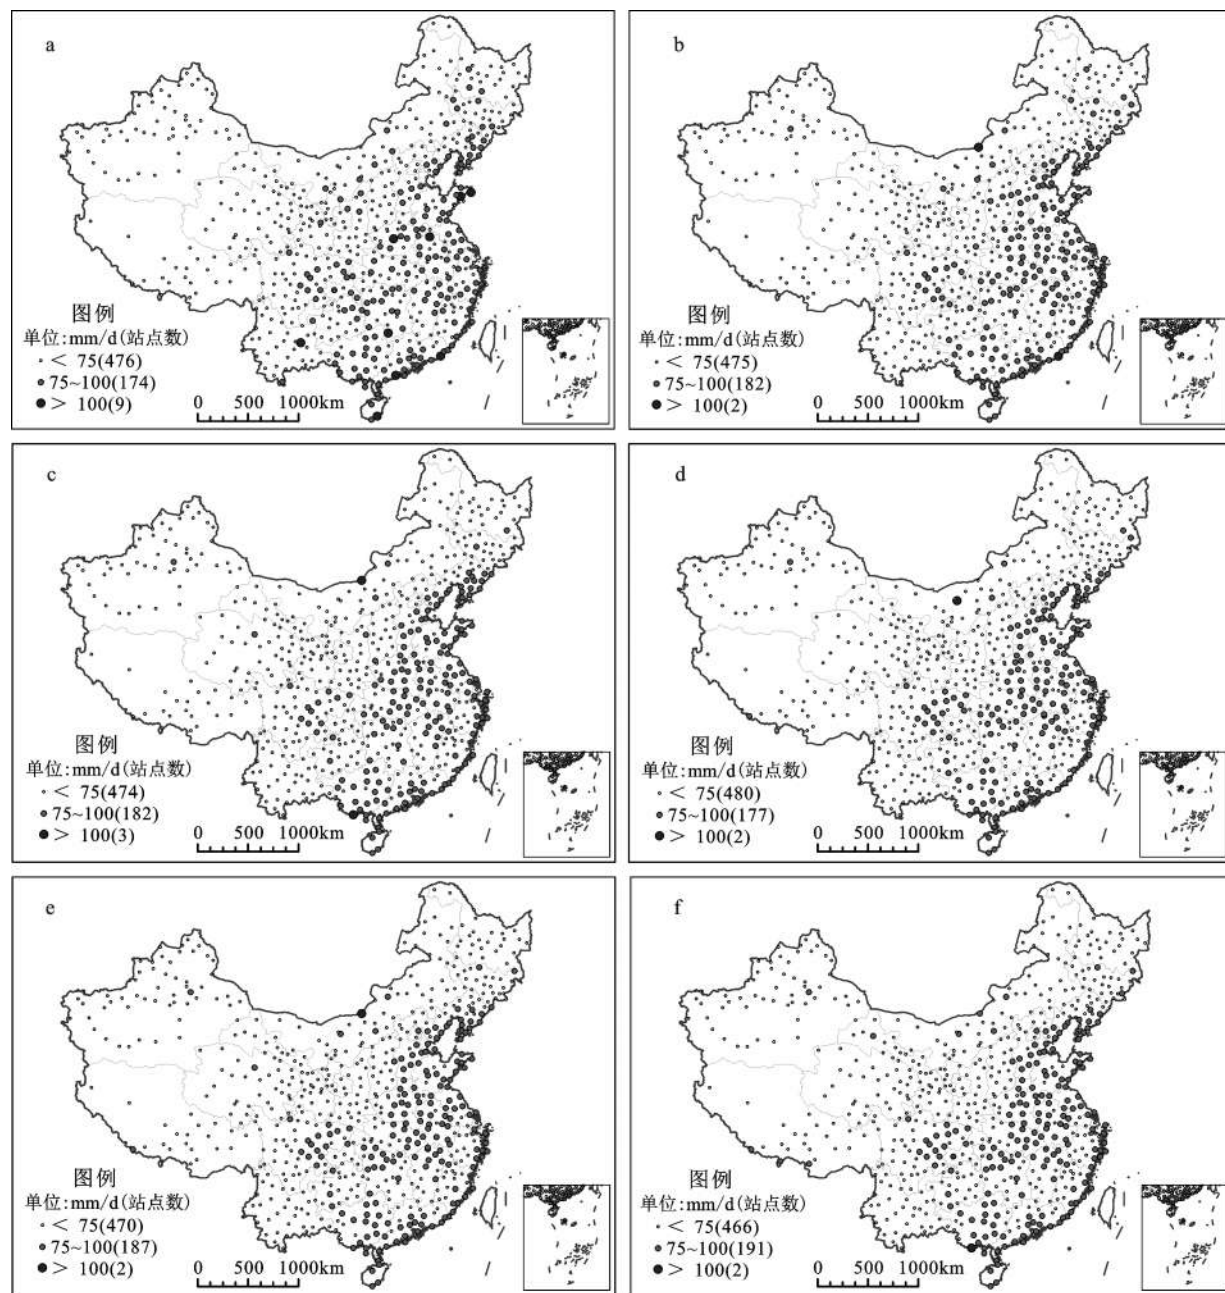 a
图例
单位:mm/d(站点数)
< 75(476)
75~100(174)
> 100(9)
0 500 1000km
b
图例
单位:mm/d(站点数)
< 75(475)
75~100(182)
> 100(2)
0 500 1000km
c
图例
单位:mm/d(站点数)
< 75(474)
75~100(182)
> 100(3)
0 500 1000km
d
图例
单位:mm/d(站点数)
< 75(480)
75~100(177)
> 100(2)
0 500 1000km
e
图例
单位:mm/d(站点数)
< 75(470)
75~100(187)
> 100(2)
0 500 1000km
f
图例
单位:mm/d(站点数)
< 75(466)
75~100(191)
> 100(2)
0 500 1000km